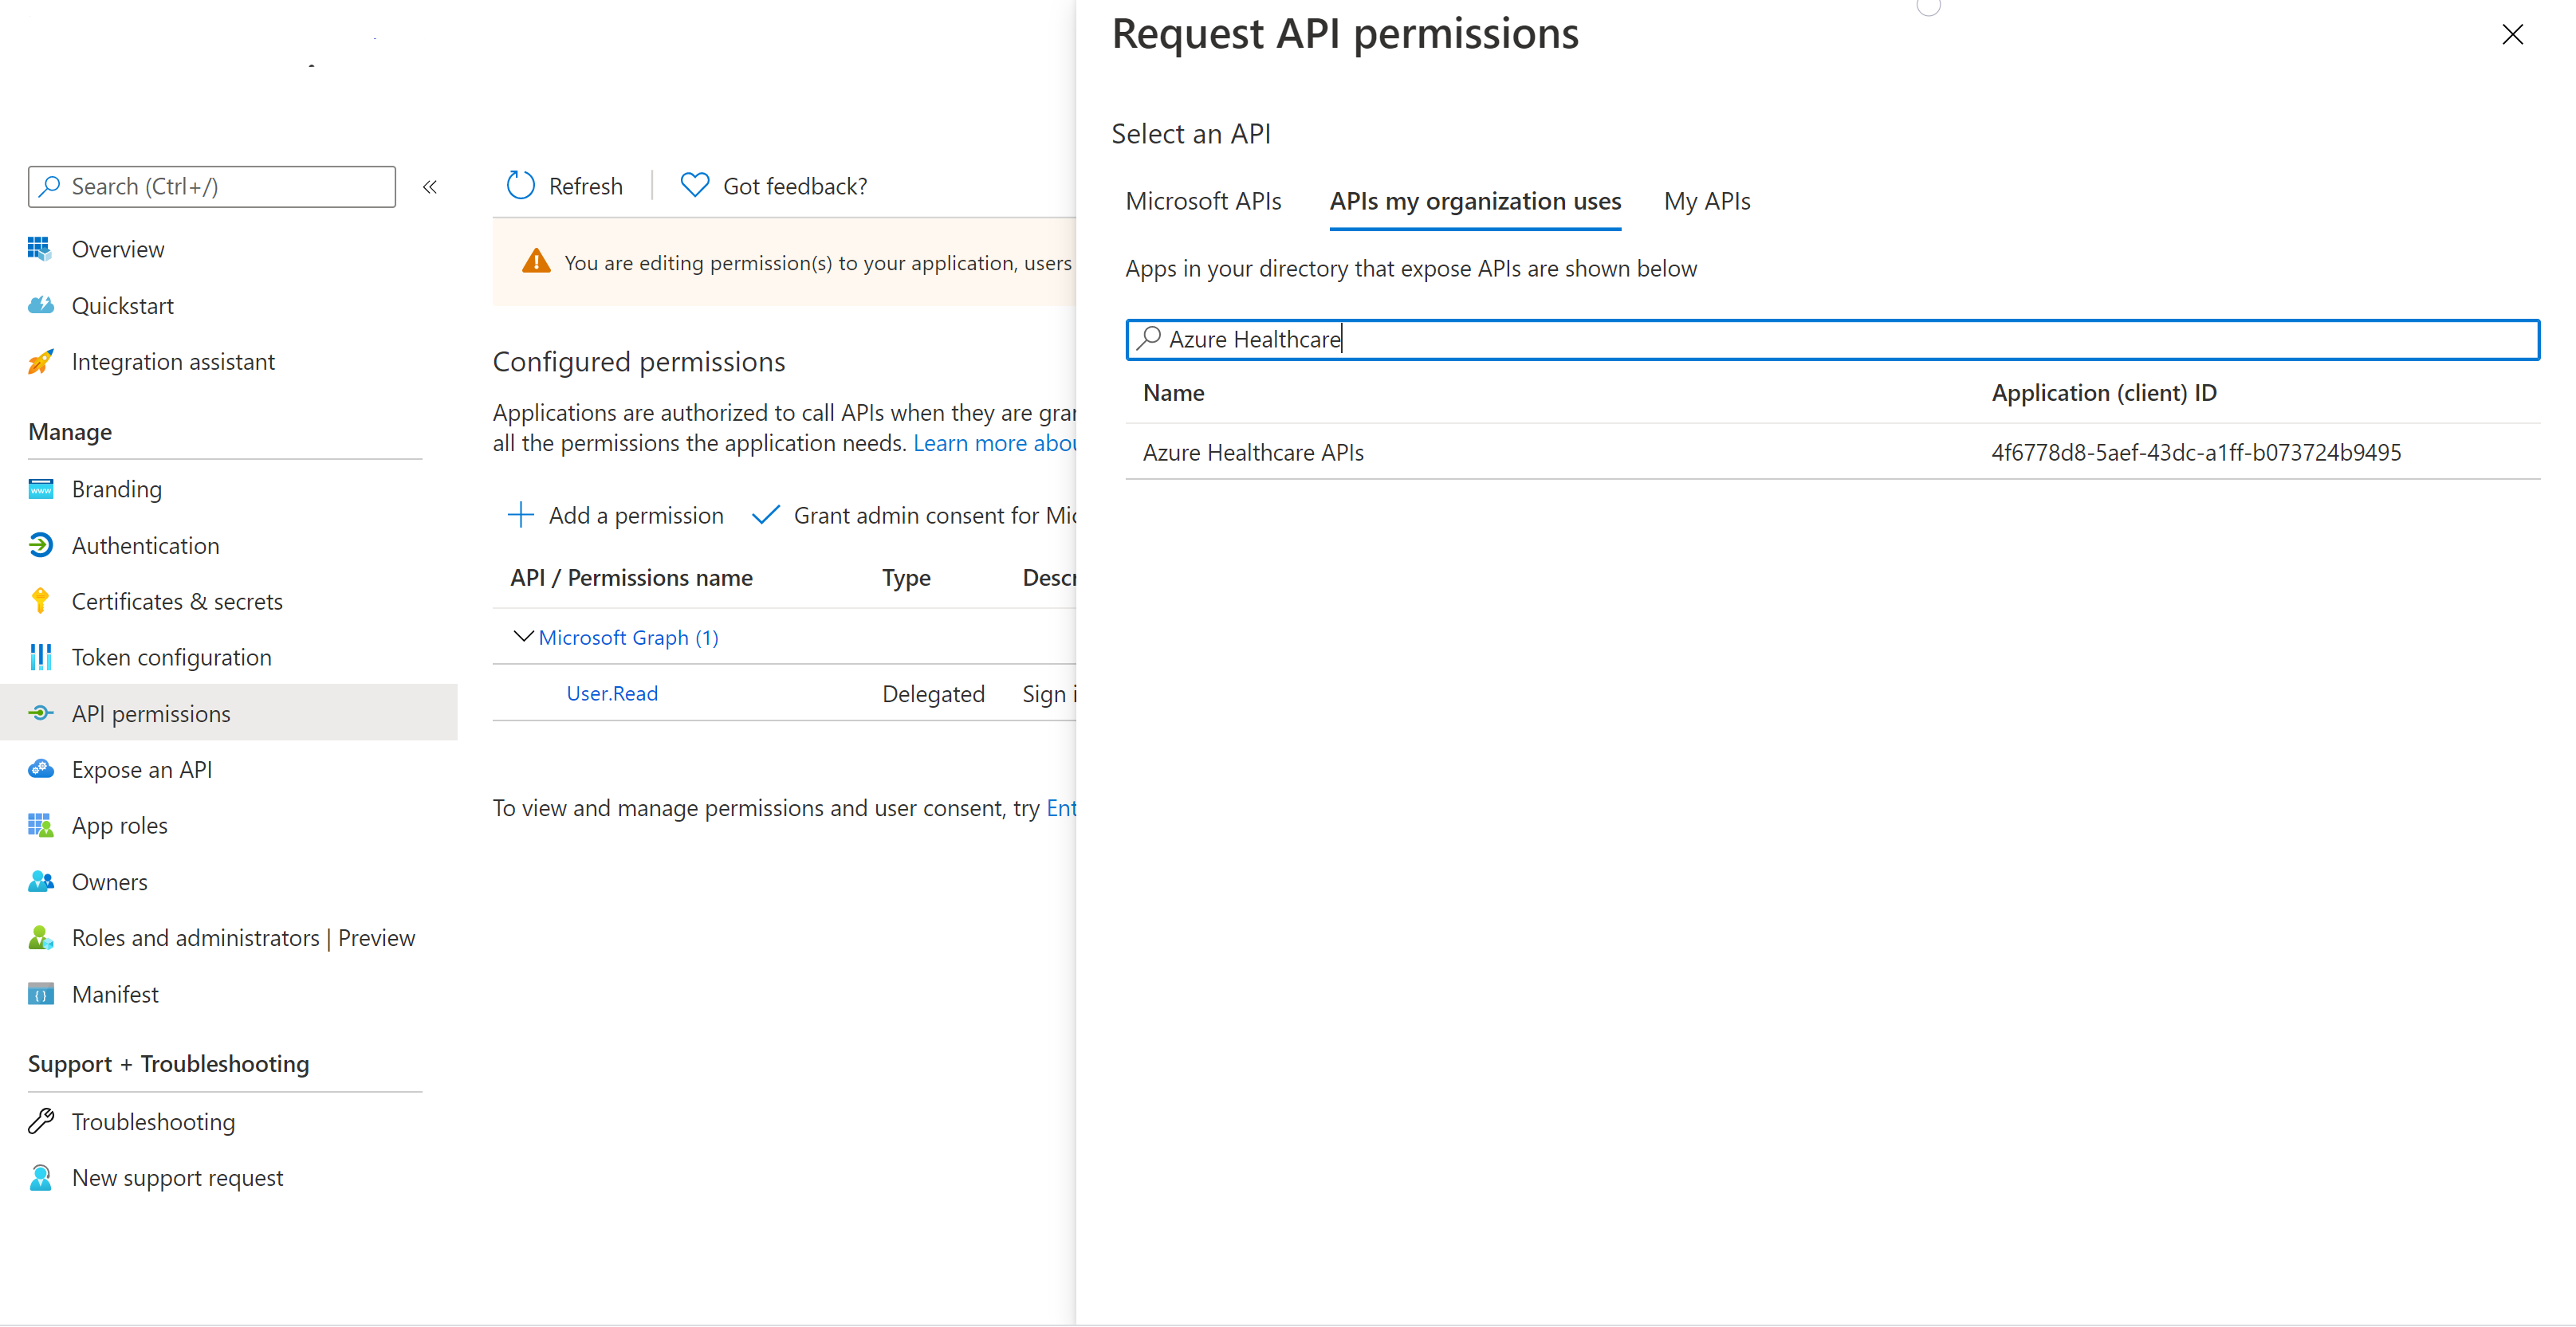 Search (Ctrl+/)
«
Overview
Quickstart
Integration assistant
Manage
Branding
Authentication
Certificates & secrets
Token configuration
API permissions
Expose an API
App roles
Owners
Roles and administrators | Preview
Manifest
Support + Troubleshooting
Troubleshooting
New support request
Refresh
Got feedback?
You are editing permission(s) to your application, users
Configured permissions
Applications are authorized to call APIs when they are gran
all the permissions the application needs. Learn more abou
Add a permission
Grant admin consent for Mic
API / Permissions name Type Descr
Microsoft Graph (1)
User.Read Delegated Sign i
To view and manage permissions and user consent, try Ent
Request API permissions
Select an API
Microsoft APIs APIs my organization uses My APIs
Apps in your directory that expose APIs are shown below
Azure Healthcare
Name Application (client) ID
Azure Healthcare APIs 4f6778d8-5aef-43dc-a1ff-b073724b9495